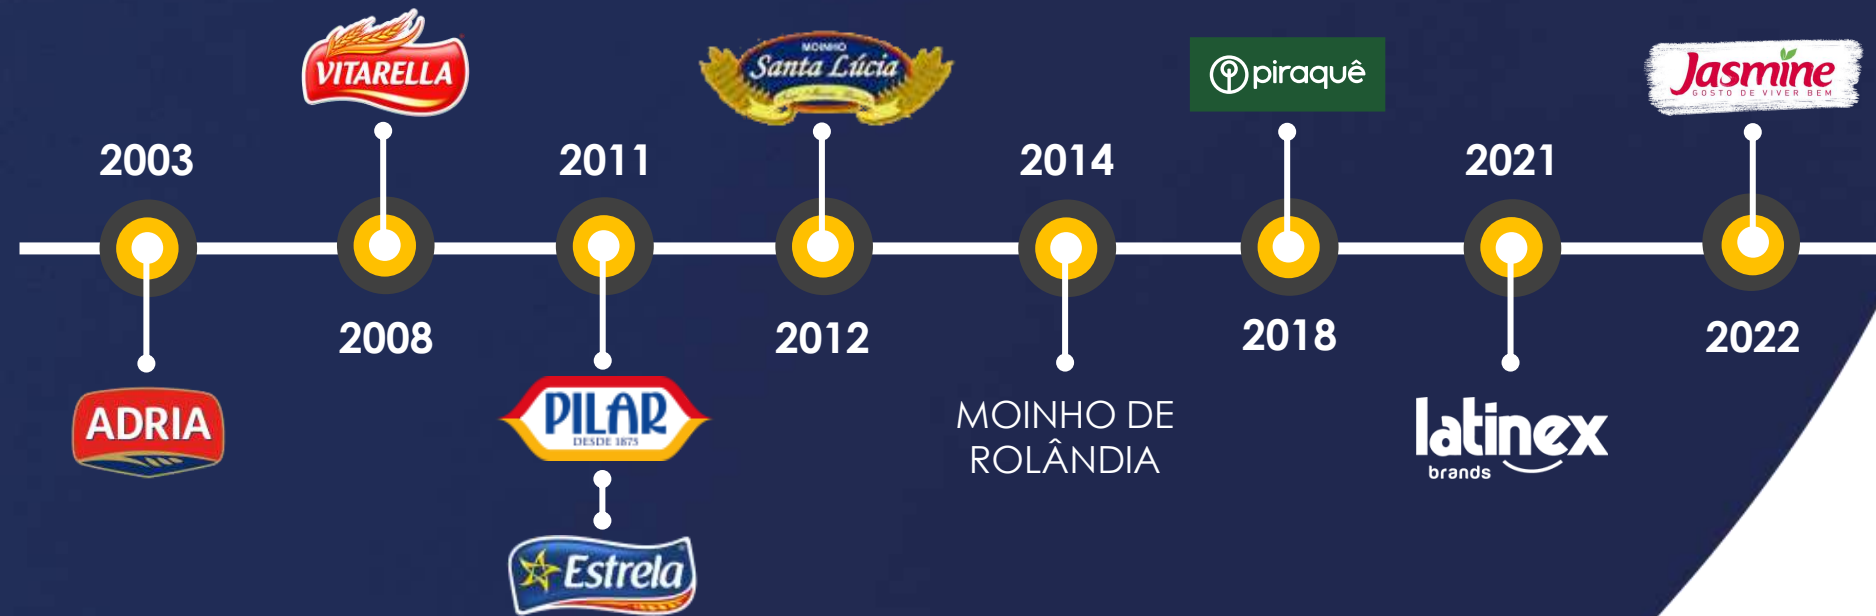 2003
ADRIA
VITARELLA
2008
2011
PILAR
DESDE 1875
Estrela
MOINHO
Santa Lúcia
2012
2014
MOINHO DE
ROLÂNDIA
piraquê
2018
2021
latinex
brands
Jasmine
GOSTO DE VIVER BEM
2022